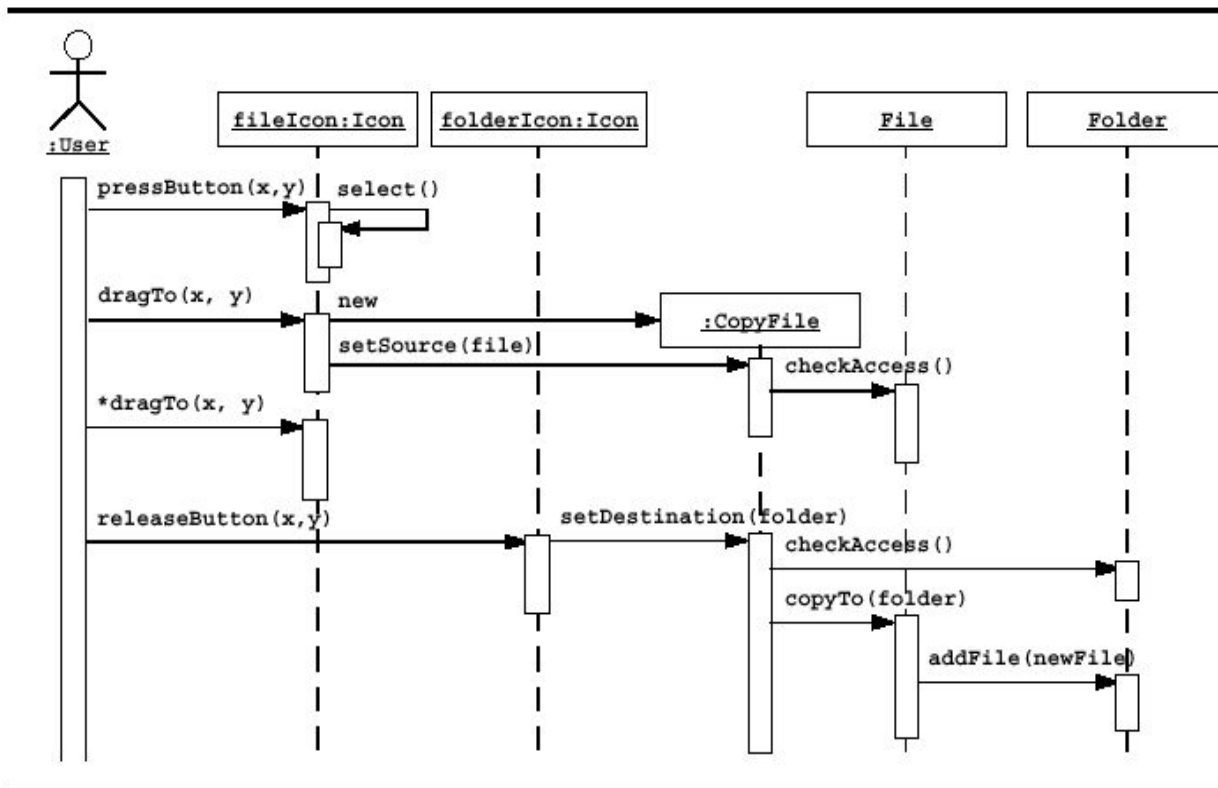 :User
fileIcon:Icon
folderIcon:Icon
File
Folder
pressButton(x,y)
select()
dragTo(x, y)
new
:CopyFile
setSource(file)
checkAccess()
*dragTo(x, y)
releaseButton(x,y)
setDestination(folder)
checkAccess()
copyTo(folder)
addFile(newFile)